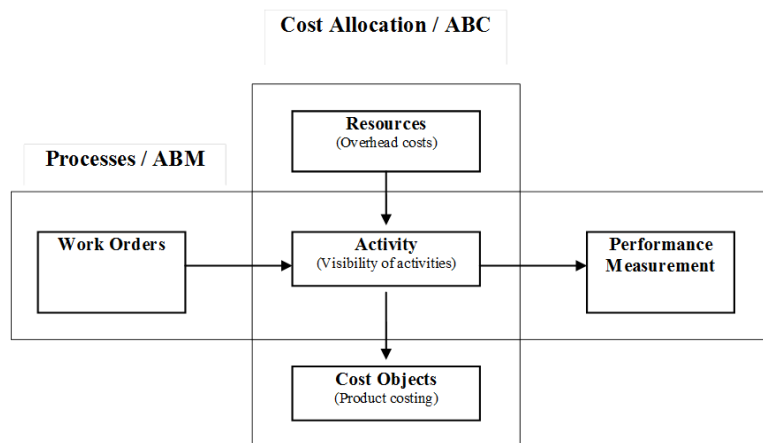 Cost Allocation / ABC
Resources
(Overhead costs)
Processes / ABM
Work Orders
Activity
(Visibility of activities)
Performance
Measurement
Cost Objects
(Product costing)